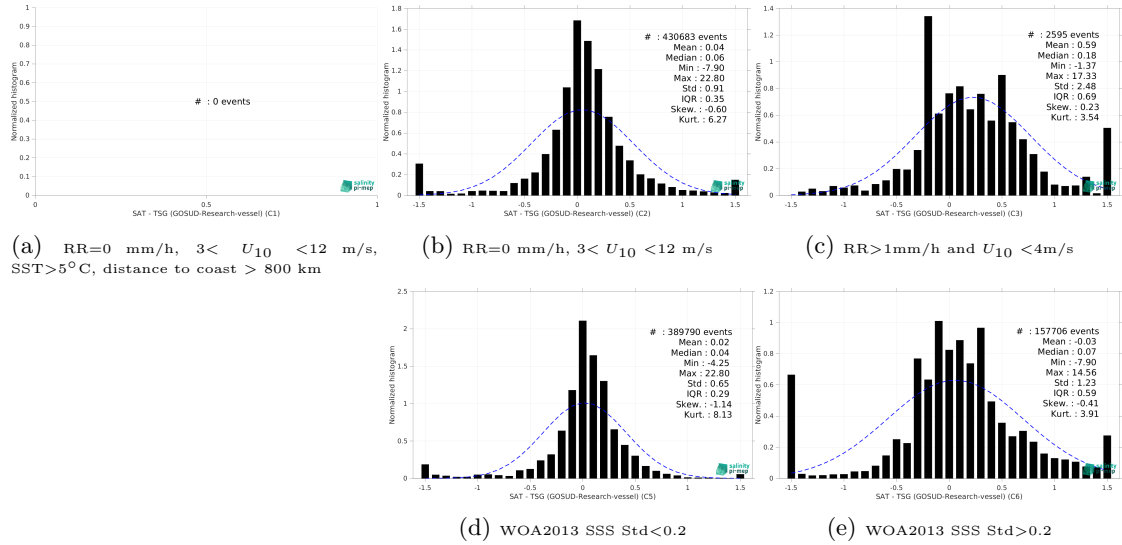 1
0.9
0.8
0.7
0.6
0.5
0.4
0.3
0.2
0.1
0
Normalized histogram
# : 0 events
0 0.5 1
SAT - TSG (GOSUD-Research-vessel) (C1)
salinity
pi-mep
(a) RR=0 mm/h, 3< U10 <12 m/s,
SST>5°C, distance to coast > 800 km
1.8
1.6
1.4
1.2
1
0.8
0.6
0.4
0.2
0
Normalized histogram
# : 430683 events
Mean : 0.04
Median : 0.06
Min : -7.90
Max : 22.80
Std : 0.91
IQR : 0.35
Skew. : -0.60
Kurt. : 6.27
-1.5 -1 -0.5 0 0.5 1 1.5
SAT - TSG (GOSUD-Research-vessel) (C2)
salinity
pi-mep
(b) RR=0 mm/h, 3< U10 <12 m/s
1.4
1.2
1
0.8
0.6
0.4
0.2
0
Normalized histogram
# : 2595 events
Mean : 0.59
Median : 0.18
Min : -1.37
Max : 17.33
Std : 2.48
IQR : 0.69
Skew. : 0.23
Kurt. : 3.54
-1.5 -1 -0.5 0 0.5 1 1.5
SAT - TSG (GOSUD-Research-vessel) (C3)
salinity
pi-mep
(c) RR>1mm/h and U10 <4m/s
2.5
2
1.5
1
0.5
0
Normalized histogram
# : 389790 events
Mean : 0.02
Median : 0.04
Min : -4.25
Max : 22.80
Std : 0.65
IQR : 0.29
Skew. : -1.14
Kurt. : 8.13
-1.5 -1 -0.5 0 0.5 1 1.5
SAT - TSG (GOSUD-Research-vessel) (C5)
salinity
pi-mep
(d) WOA2013 SSS Std<0.2
1.2
1
0.8
0.6
0.4
0.2
0
Normalized histogram
# : 157706 events
Mean : -0.03
Median : 0.07
Min : -7.90
Max : 14.56
Std : 1.23
IQR : 0.59
Skew. : -0.41
Kurt. : 3.91
-1.5 -1 -0.5 0 0.5 1 1.5
SAT - TSG (GOSUD-Research-vessel) (C6)
salinity
pi-mep
(e) WOA2013 SSS Std>0.2